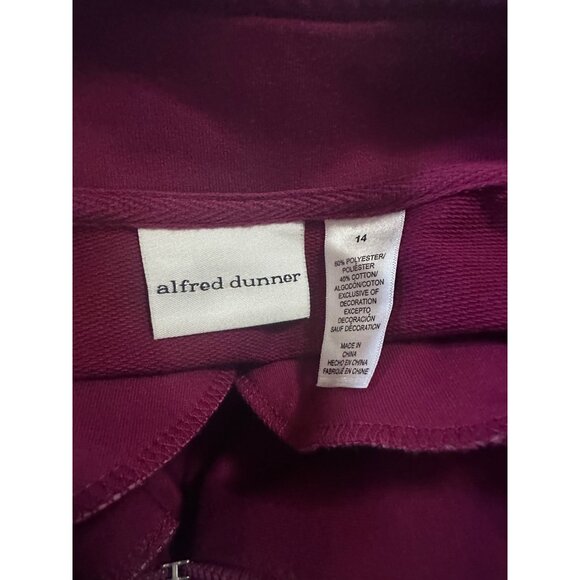 alfred dunner
14
60% POLYESTER/
POLIÉSTER
40% COTTON/
ALGODÓN/COTON
EXCLUSIVE OF
DECORATION
EXCEPTO
DECORACIÓN
SAUF DÉCORATION
MADE IN
CHINA
HECHO EN CHINA
FABRIQUÉ EN CHINE